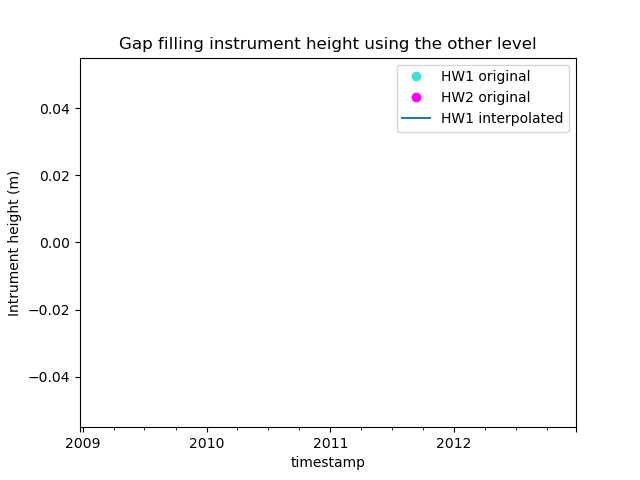 Gap filling instrument height using the other level
HW1 original
HW2 original
HW1 interpolated
0.04
0.02
0.00
−0.02
−0.04
Intrument height (m)
2009 2010 2011 2012
timestamp